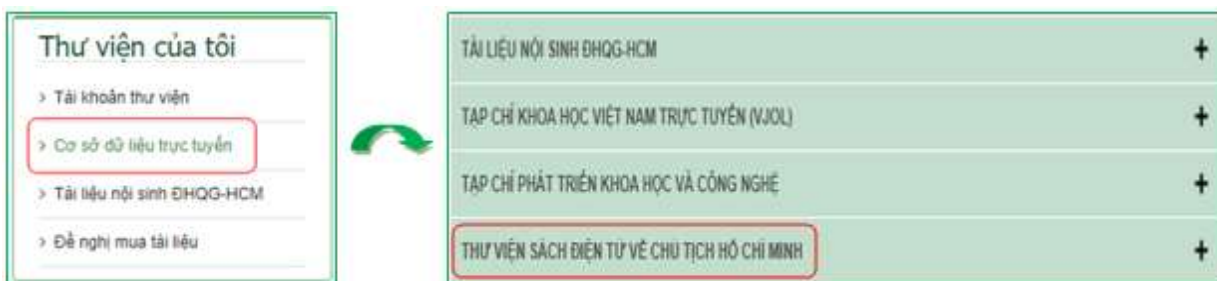 Thư viện của tôi
> Tài khoản thư viện
> Cơ sở dữ liệu trực tuyến
> Tài liệu nội sinh ĐHQG-HCM
> Đề nghị mua tài liệu
TÀI LIỆU NỘI SINH ĐHQG-HCM +
TẠP CHÍ KHOA HỌC VIỆT NAM TRỰC TUYẾN (VJOL) +
TẠP CHÍ PHÁT TRIỂN KHOA HỌC VÀ CÔNG NGHỆ +
THƯ VIỆN SÁCH ĐIỆN TỬ VỀ CHỦ TỊCH HỒ CHÍ MINH +